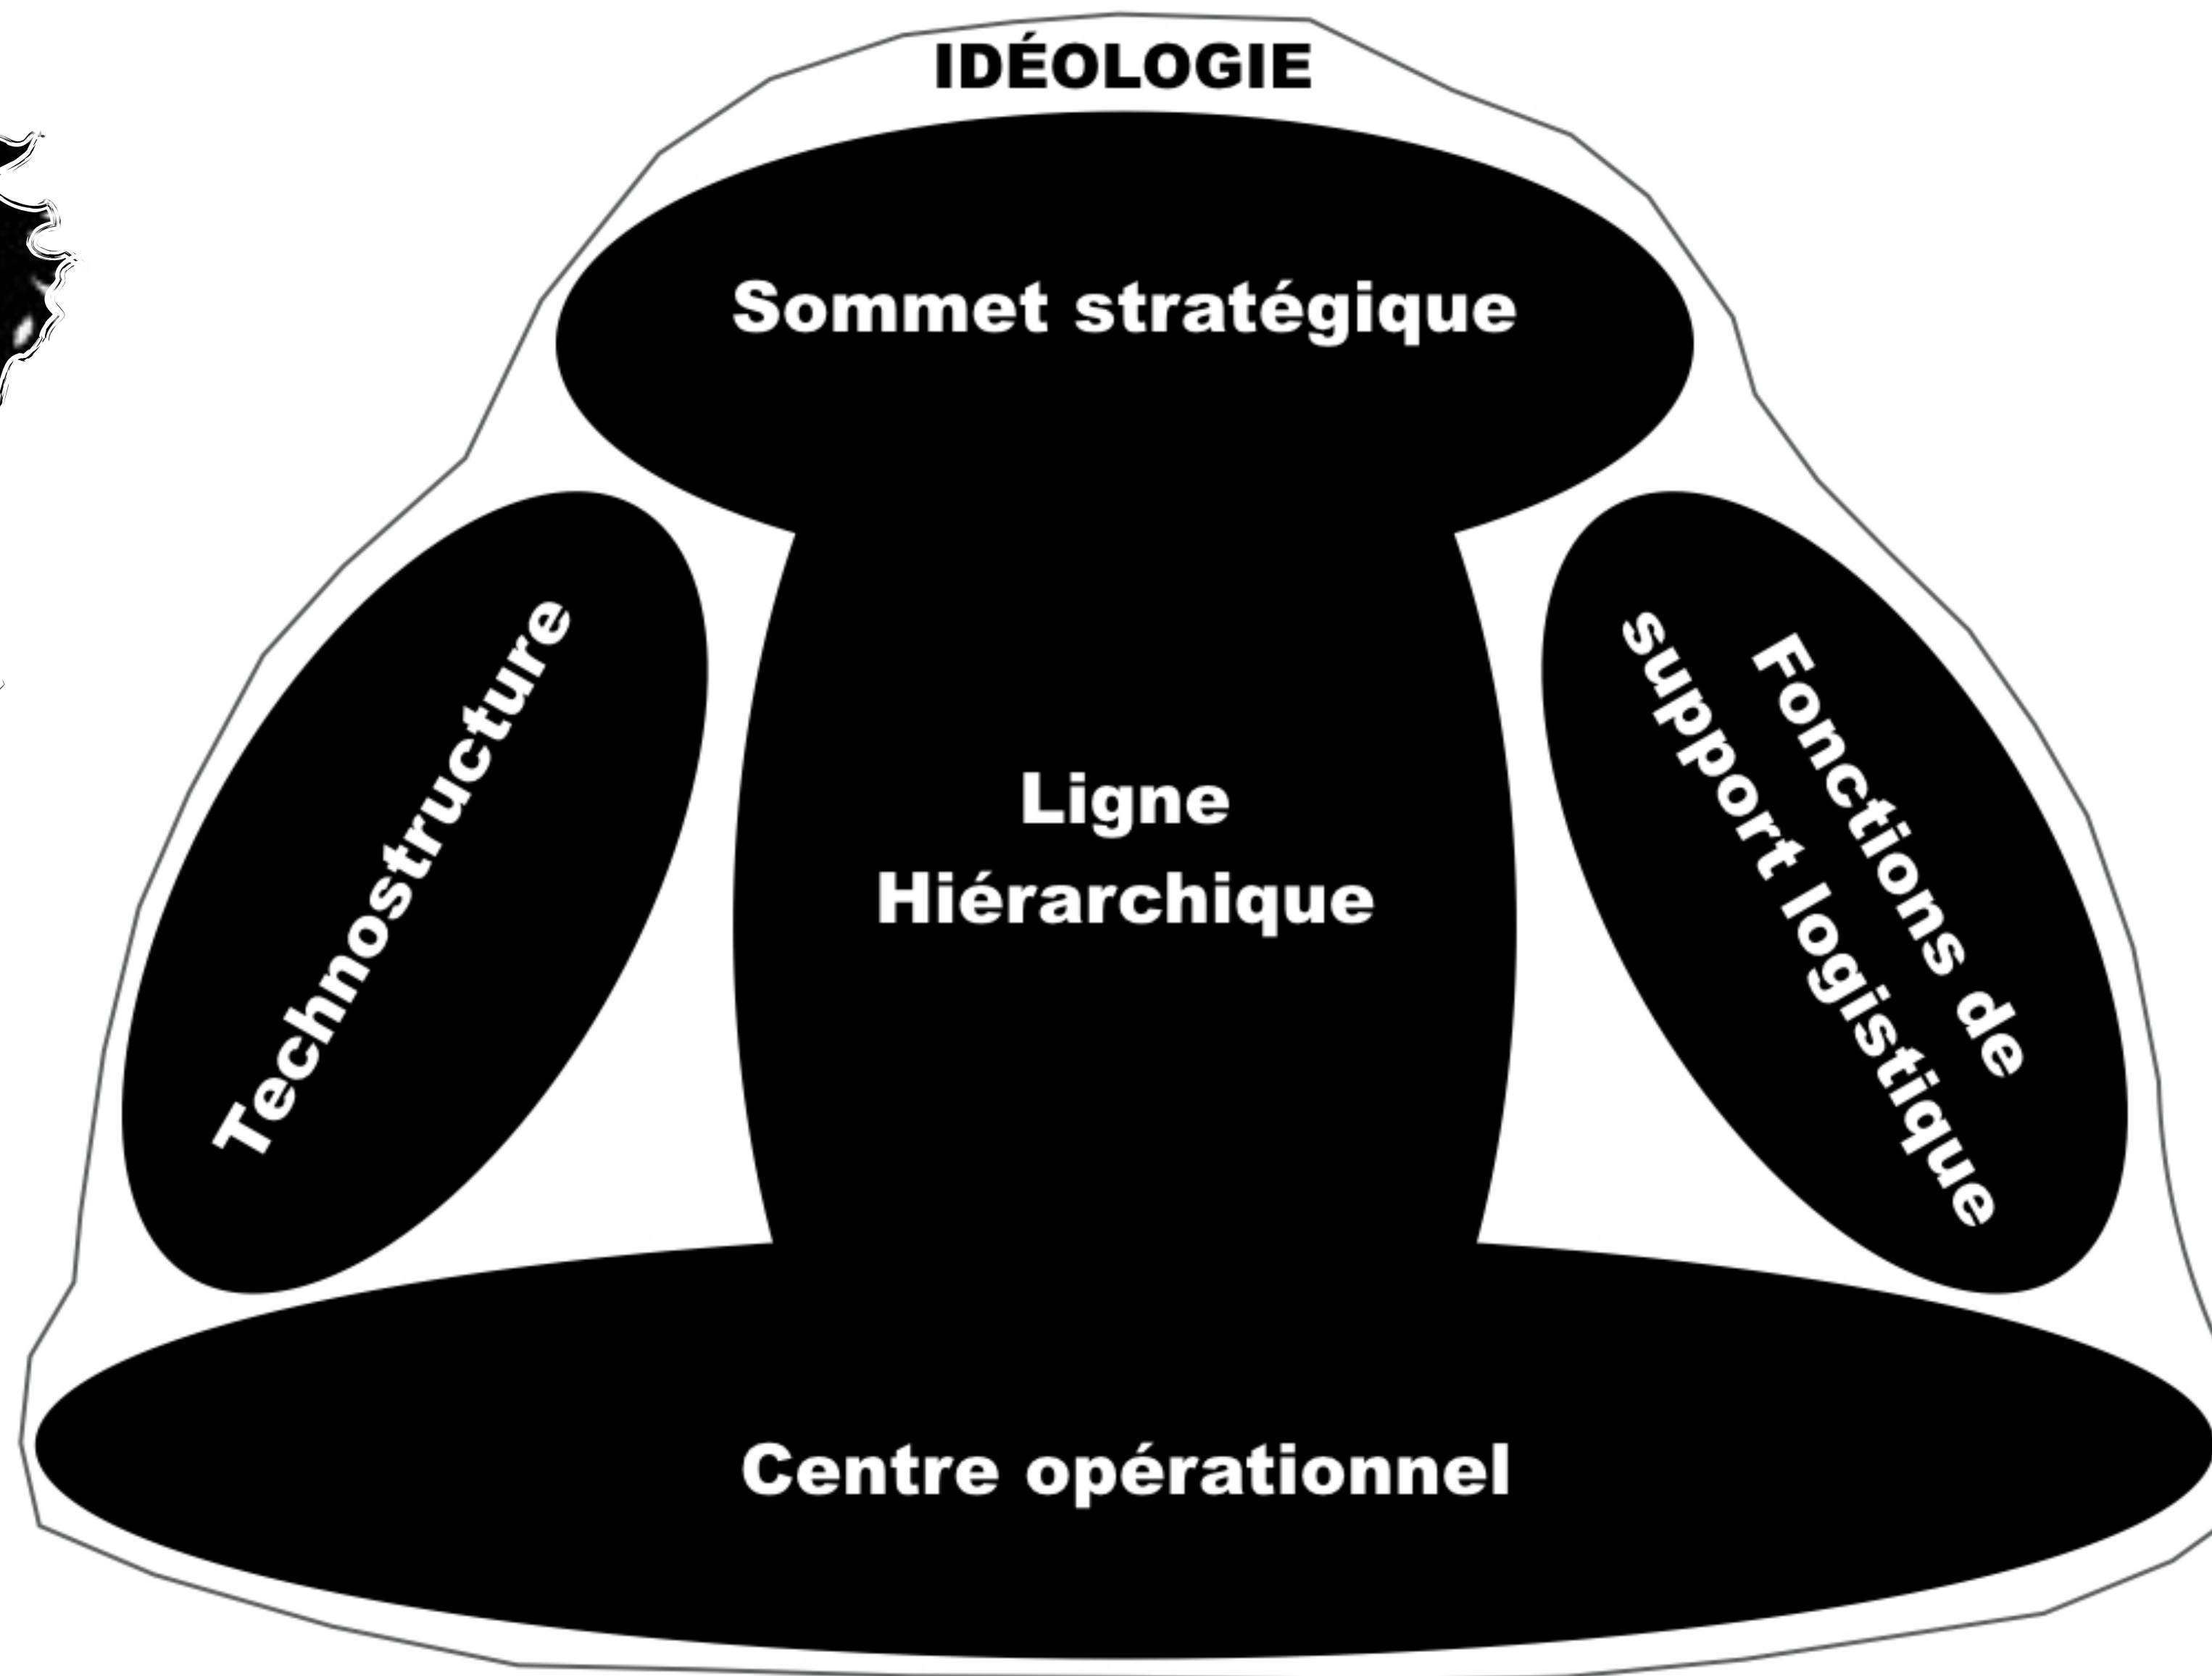 IDÉOLOGIE
Sommet stratégique
Technostructure
Ligne
Hiérarchique
Fonctions de
support logistique
Centre opérationnel